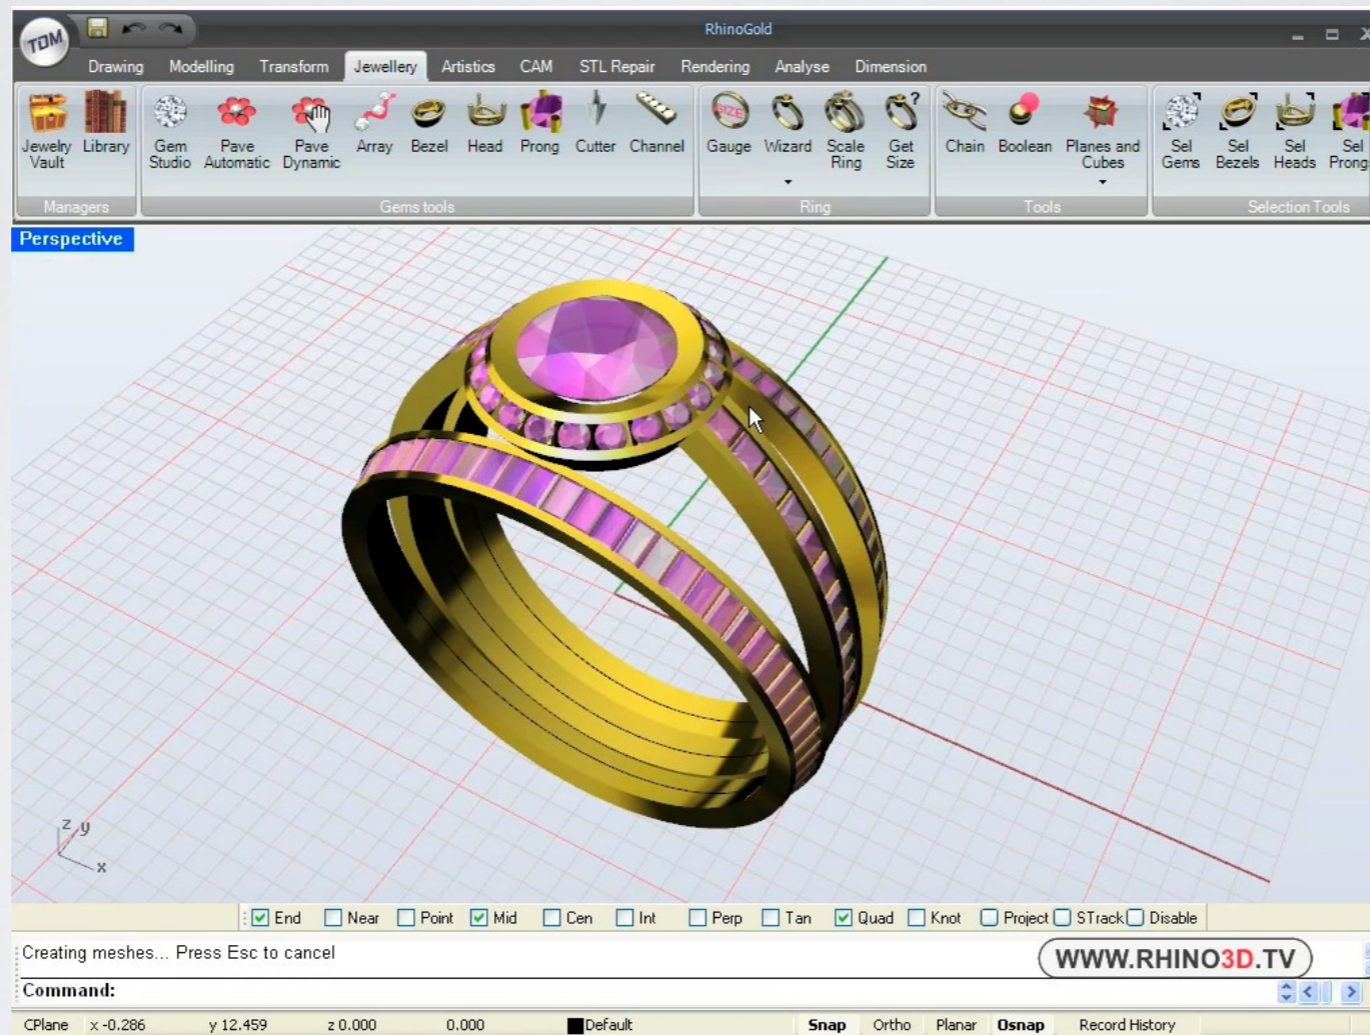 TDM
RhinoGold
Drawing Modelling Transform Jewellery Artistics CAM STL Repair Rendering Analyse Dimension
SIZE
?
Jewelry Vault
Library
Gem Studio
Pave Automatic
Pave Dynamic
Array
Bezel
Head
Prong
Cutter
Channel
Gauge
Wizard
Scale Ring
Get Size
Chain
Boolean
Planes and Cubes
Sel Gems
Sel Bezels
Sel Heads
Sel Prong
Managers Gems tools Ring Tools Selection Tools
Perspective
z y
x
End Near Point Mid Cen Int Perp Tan Quad Knot Project STrack Disable
Creating meshes... Press Esc to cancel
WWW.RHINO3D.TV
Command:
CPlane x -0.286 y 12.459 z 0.000 0.000 Default Snap Ortho Planar Osnap Record History